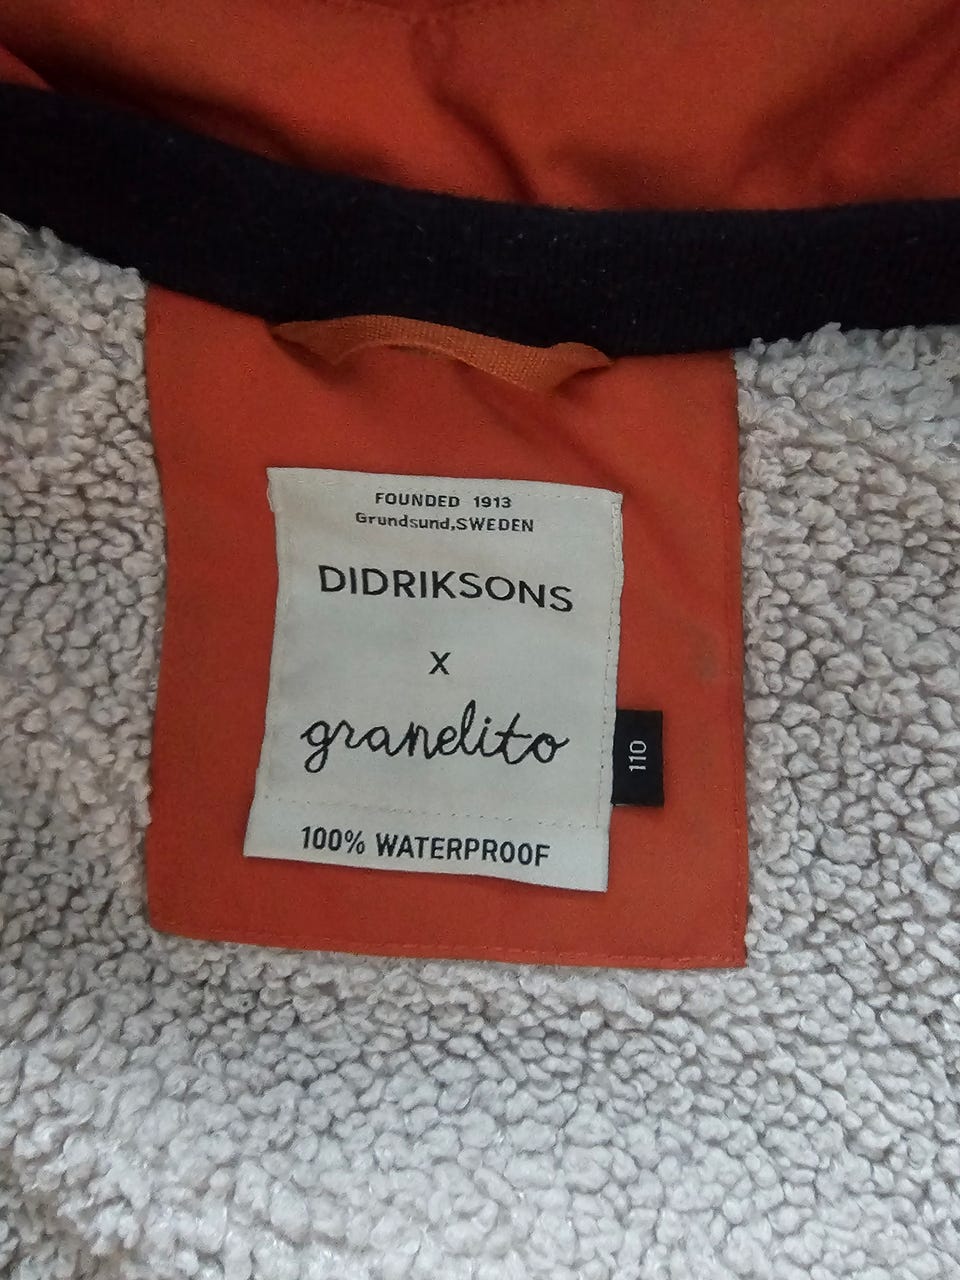 FOUNDED 1913
Grundsund,SWEDEN
DIDRIKSONS
X
granelito
110
100% WATERPROOF